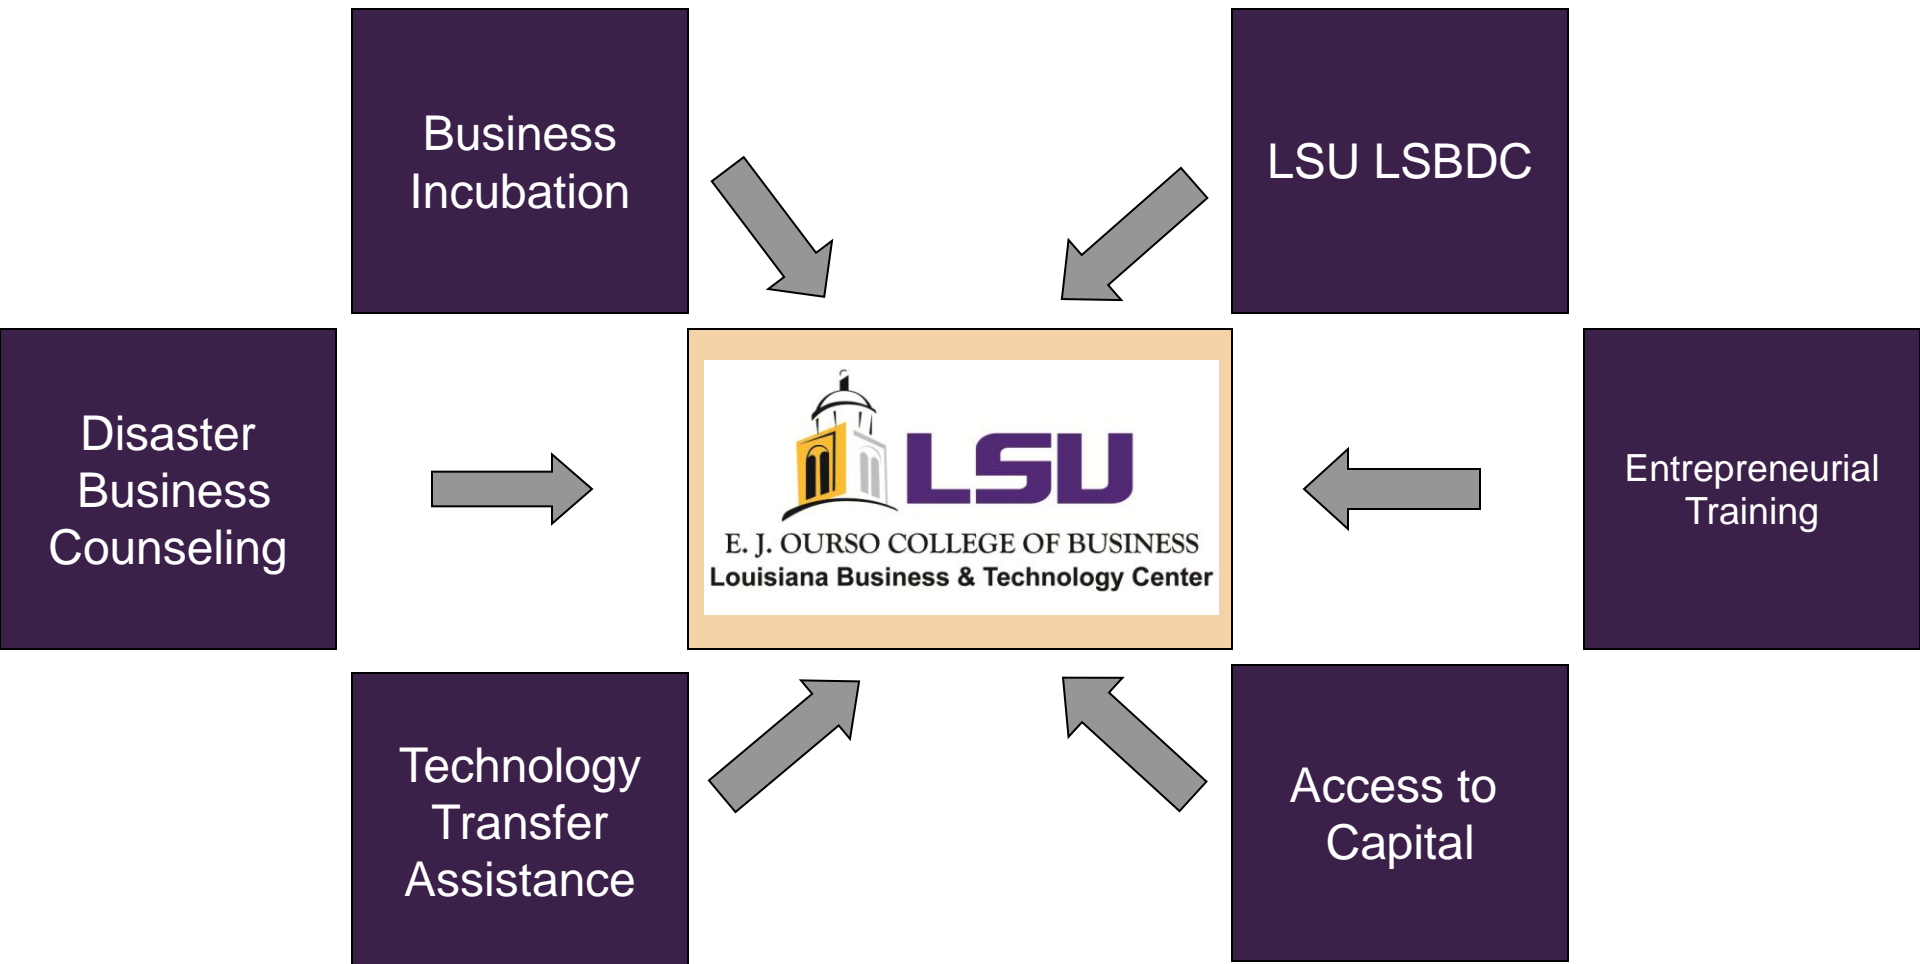 Business
Incubation
LSU LSBDC
Disaster
Business
Counseling
LSU
E. J. OURSO COLLEGE OF BUSINESS
Louisiana Business & Technology Center
Entrepreneurial
Training
Technology
Transfer
Assistance
Access to
Capital